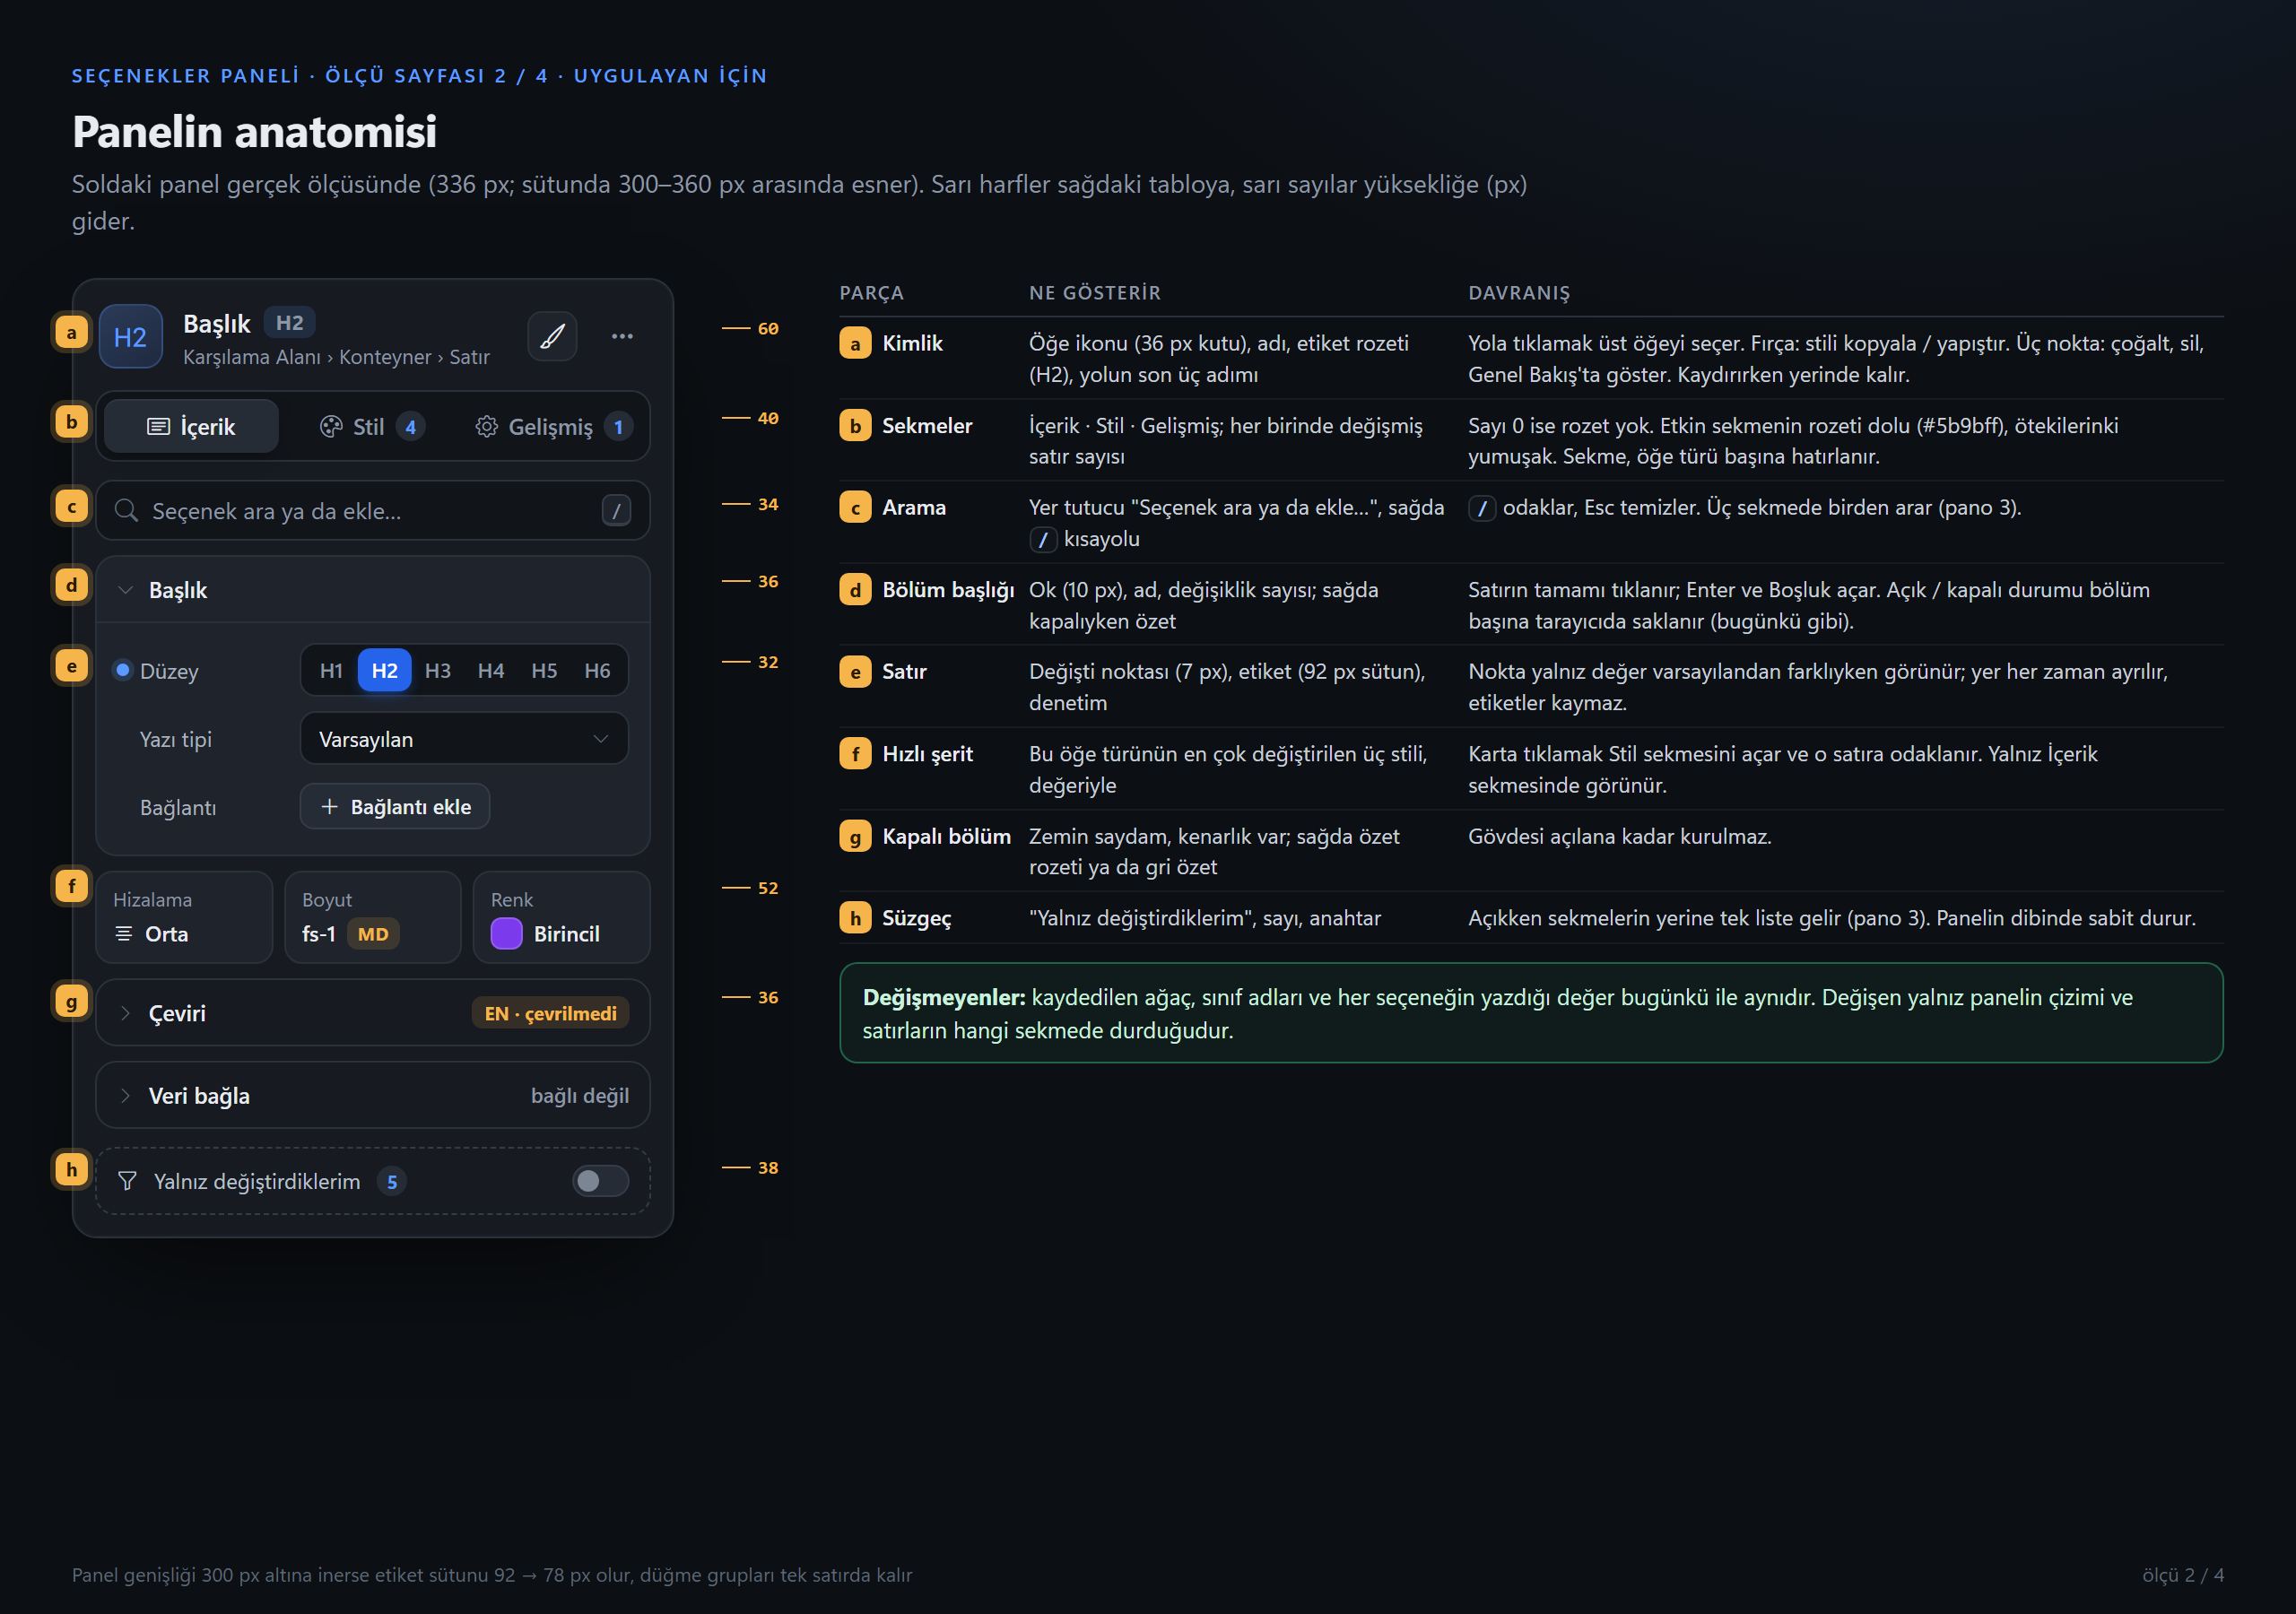 SEÇENEKLER PANELİ · ÖLÇÜ SAYFASI 2 / 4 · UYGULAYAN İÇİN
Panelin anatomisi
Soldaki panel gerçek ölçüsünde (336 px; sütunda 300–360 px arasında esner). Sarı harfler sağdaki tabloya, sarı sayılar yüksekliğe (px)
gider.
a
H2
Başlık H2
Karşılama Alanı › Konteyner › Satır
60
b
İçerik
Stil 4
Gelişmiş 1
40
c
Seçenek ara ya da ekle...
/
34
d
Başlık
36
e
Düzey
H1 H2 H3 H4 H5 H6
32
Yazı tipi
Varsayılan
Bağlantı
+ Bağlantı ekle
f
Hizalama
Orta
Boyut
fs-1 MD
Renk
Birincil
52
g
Çeviri
EN · çevrilmedi
36
Veri bağla
bağlı değil
h
Yalnız değiştirdiklerim 5
38
PARÇA NE GÖSTERİR DAVRANIŞ
a Kimlik
Öğe ikonu (36 px kutu), adı, etiket rozeti
(H2), yolun son üç adımı
Yola tıklamak üst öğeyi seçer. Fırça: stili kopyala / yapıştır. Üç nokta: çoğalt, sil,
Genel Bakış'ta göster. Kaydırırken yerinde kalır.
b Sekmeler
İçerik · Stil · Gelişmiş; her birinde değişmiş
satır sayısı
Sayı 0 ise rozet yok. Etkin sekmenin rozeti dolu (#5b9bff), ötekilerinki
yumuşak. Sekme, öğe türü başına hatırlanır.
c Arama
Yer tutucu "Seçenek ara ya da ekle...", sağda
/ kısayolu
/ odaklar, Esc temizler. Üç sekmede birden arar (pano 3).
d Bölüm başlığı
Ok (10 px), ad, değişiklik sayısı; sağda
kapalıyken özet
Satırın tamamı tıklanır; Enter ve Boşluk açar. Açık / kapalı durumu bölüm
başına tarayıcıda saklanır (bugünkü gibi).
e Satır
Değişti noktası (7 px), etiket (92 px sütun),
denetim
Nokta yalnız değer varsayılandan farklıyken görünür; yer her zaman ayrılır,
etiketler kaymaz.
f Hızlı şerit
Bu öğe türünün en çok değiştirilen üç stili,
değeriyle
Karta tıklamak Stil sekmesini açar ve o satıra odaklanır. Yalnız İçerik
sekmesinde görünür.
g Kapalı bölüm
Zemin saydam, kenarlık var; sağda özet
rozeti ya da gri özet
Gövdesi açılana kadar kurulmaz.
h Süzgeç
"Yalnız değiştirdiklerim", sayı, anahtar
Açıkken sekmelerin yerine tek liste gelir (pano 3). Panelin dibinde sabit durur.
Değişmeyenler: kaydedilen ağaç, sınıf adları ve her seçeneğin yazdığı değer bugünkü ile aynıdır. Değişen yalnız panelin çizimi ve
satırların hangi sekmede durduğudur.
Panel genişliği 300 px altına inerse etiket sütunu 92 → 78 px olur, düğme grupları tek satırda kalır
ölçü 2 / 4